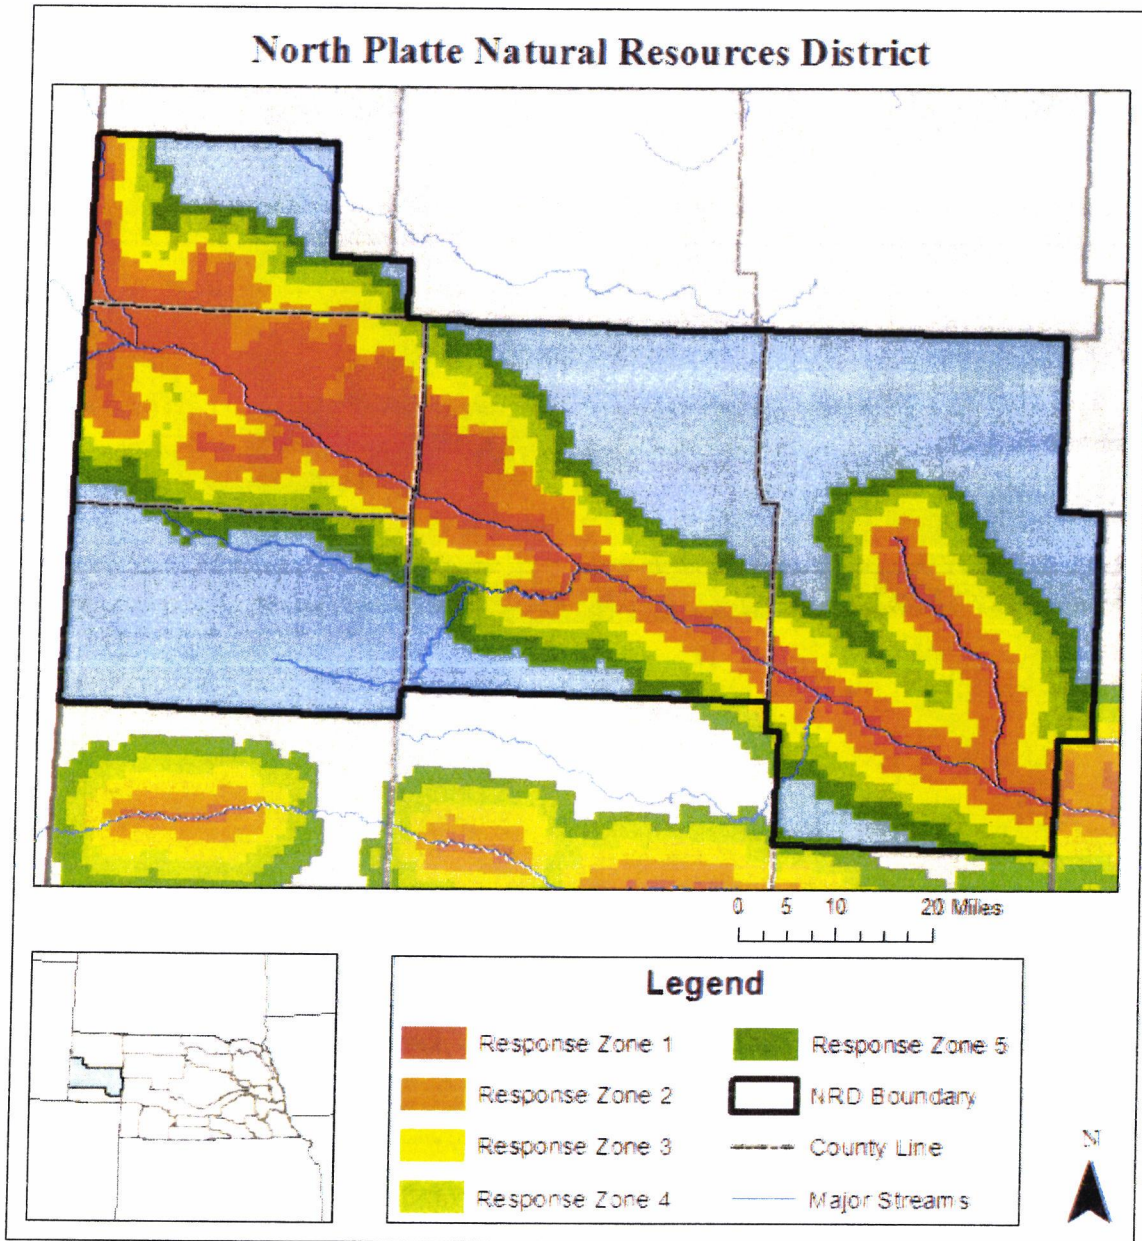 North Platte Natural Resources District
0 5 10 20 Miles
Legend
Response Zone 1
Response Zone 2
Response Zone 3
Response Zone 4
Response Zone 5
NRD Boundary
County Line
Major Streams
N